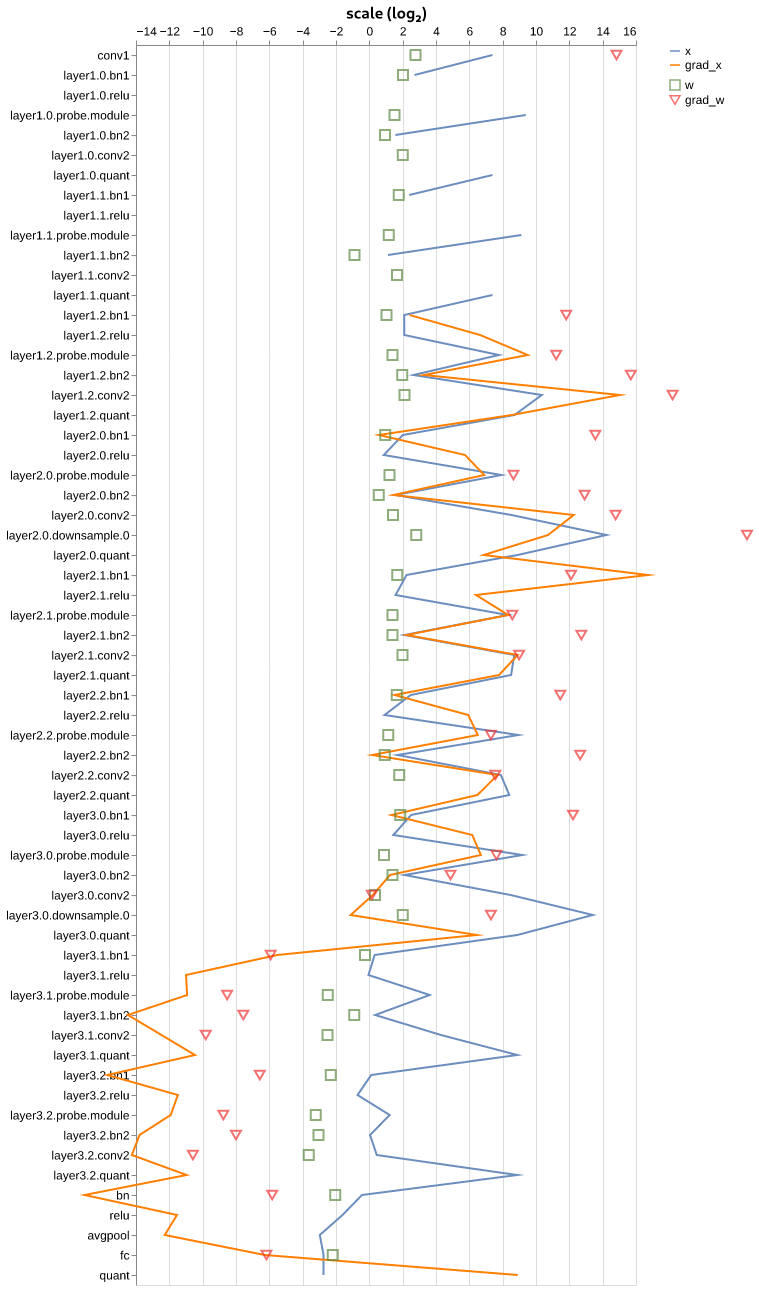 scale (log₂)
−14 −12 −10 −8 −6 −4 −2 0 2 4 6 8 10 12 14 16
x
grad_x
w
grad_w
conv1
layer1.0.bn1
layer1.0.relu
layer1.0.probe.module
layer1.0.bn2
layer1.0.conv2
layer1.0.quant
layer1.1.bn1
layer1.1.relu
layer1.1.probe.module
layer1.1.bn2
layer1.1.conv2
layer1.1.quant
layer1.2.bn1
layer1.2.relu
layer1.2.probe.module
layer1.2.bn2
layer1.2.conv2
layer1.2.quant
layer2.0.bn1
layer2.0.relu
layer2.0.probe.module
layer2.0.bn2
layer2.0.conv2
layer2.0.downsample.0
layer2.0.quant
layer2.1.bn1
layer2.1.relu
layer2.1.probe.module
layer2.1.bn2
layer2.1.conv2
layer2.1.quant
layer2.2.bn1
layer2.2.relu
layer2.2.probe.module
layer2.2.bn2
layer2.2.conv2
layer2.2.quant
layer3.0.bn1
layer3.0.relu
layer3.0.probe.module
layer3.0.bn2
layer3.0.conv2
layer3.0.downsample.0
layer3.0.quant
layer3.1.bn1
layer3.1.relu
layer3.1.probe.module
layer3.1.bn2
layer3.1.conv2
layer3.1.quant
layer3.2.bn1
layer3.2.relu
layer3.2.probe.module
layer3.2.bn2
layer3.2.conv2
layer3.2.quant
bn
relu
avgpool
fc
quant